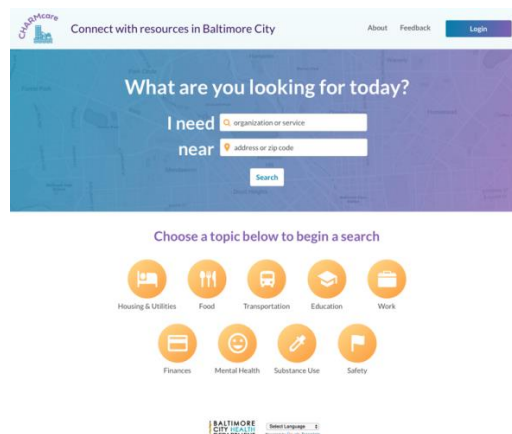 CHARMcare
Connect with resources in Baltimore City
About Feedback Login
What are you looking for today?
I need organization or service
near address or zip code
Search
Choose a topic below to begin a search
Housing & Utilities Food Transportation Education Work
Finances Mental Health Substance Use Safety
BALTIMORE
CITY HEALTH
Select Language